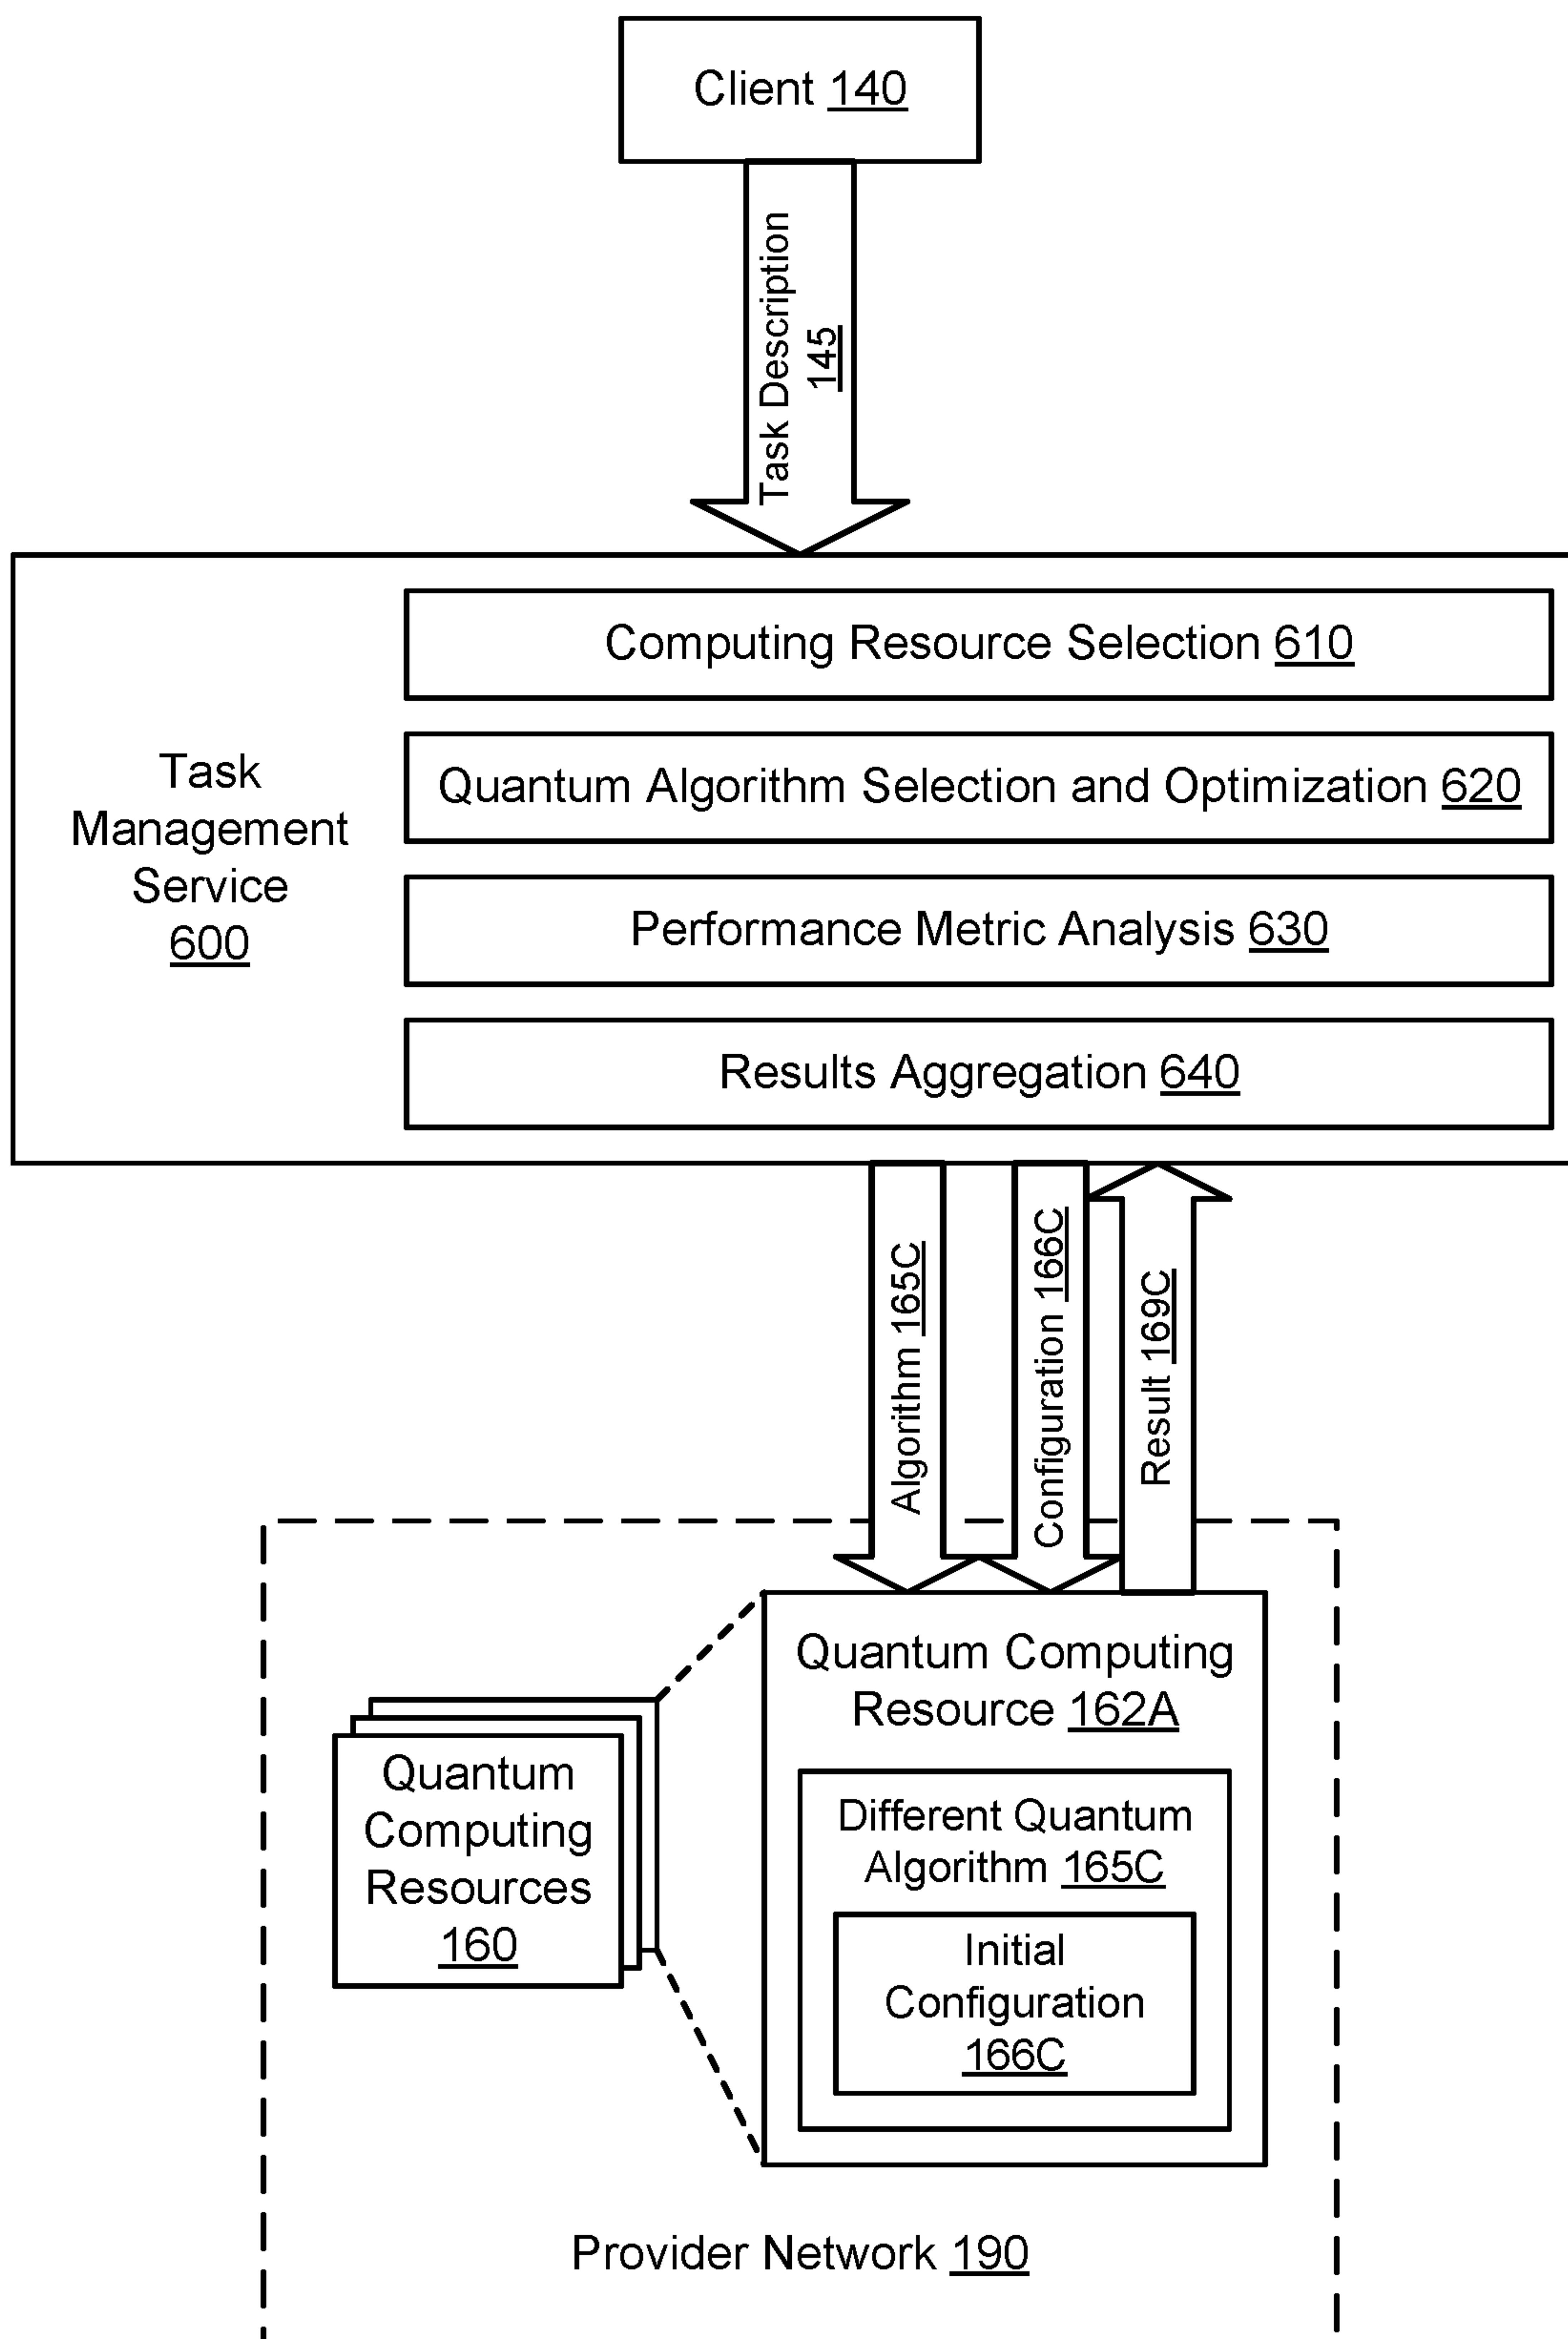 Client 140
Task Description
145
Computing Resource Selection 610
Quantum Algorithm Selection and Optimization 620
Task
Management
Service
600
Performance Metric Analysis 630
Results Aggregation 640
Algorithm 165C
Configuration 166C
Result 169C
Quantum Computing
Resource 162A
Quantum
Computing
Resources
160
Different Quantum
Algorithm 165C
Initial
Configuration
166C
Provider Network 190